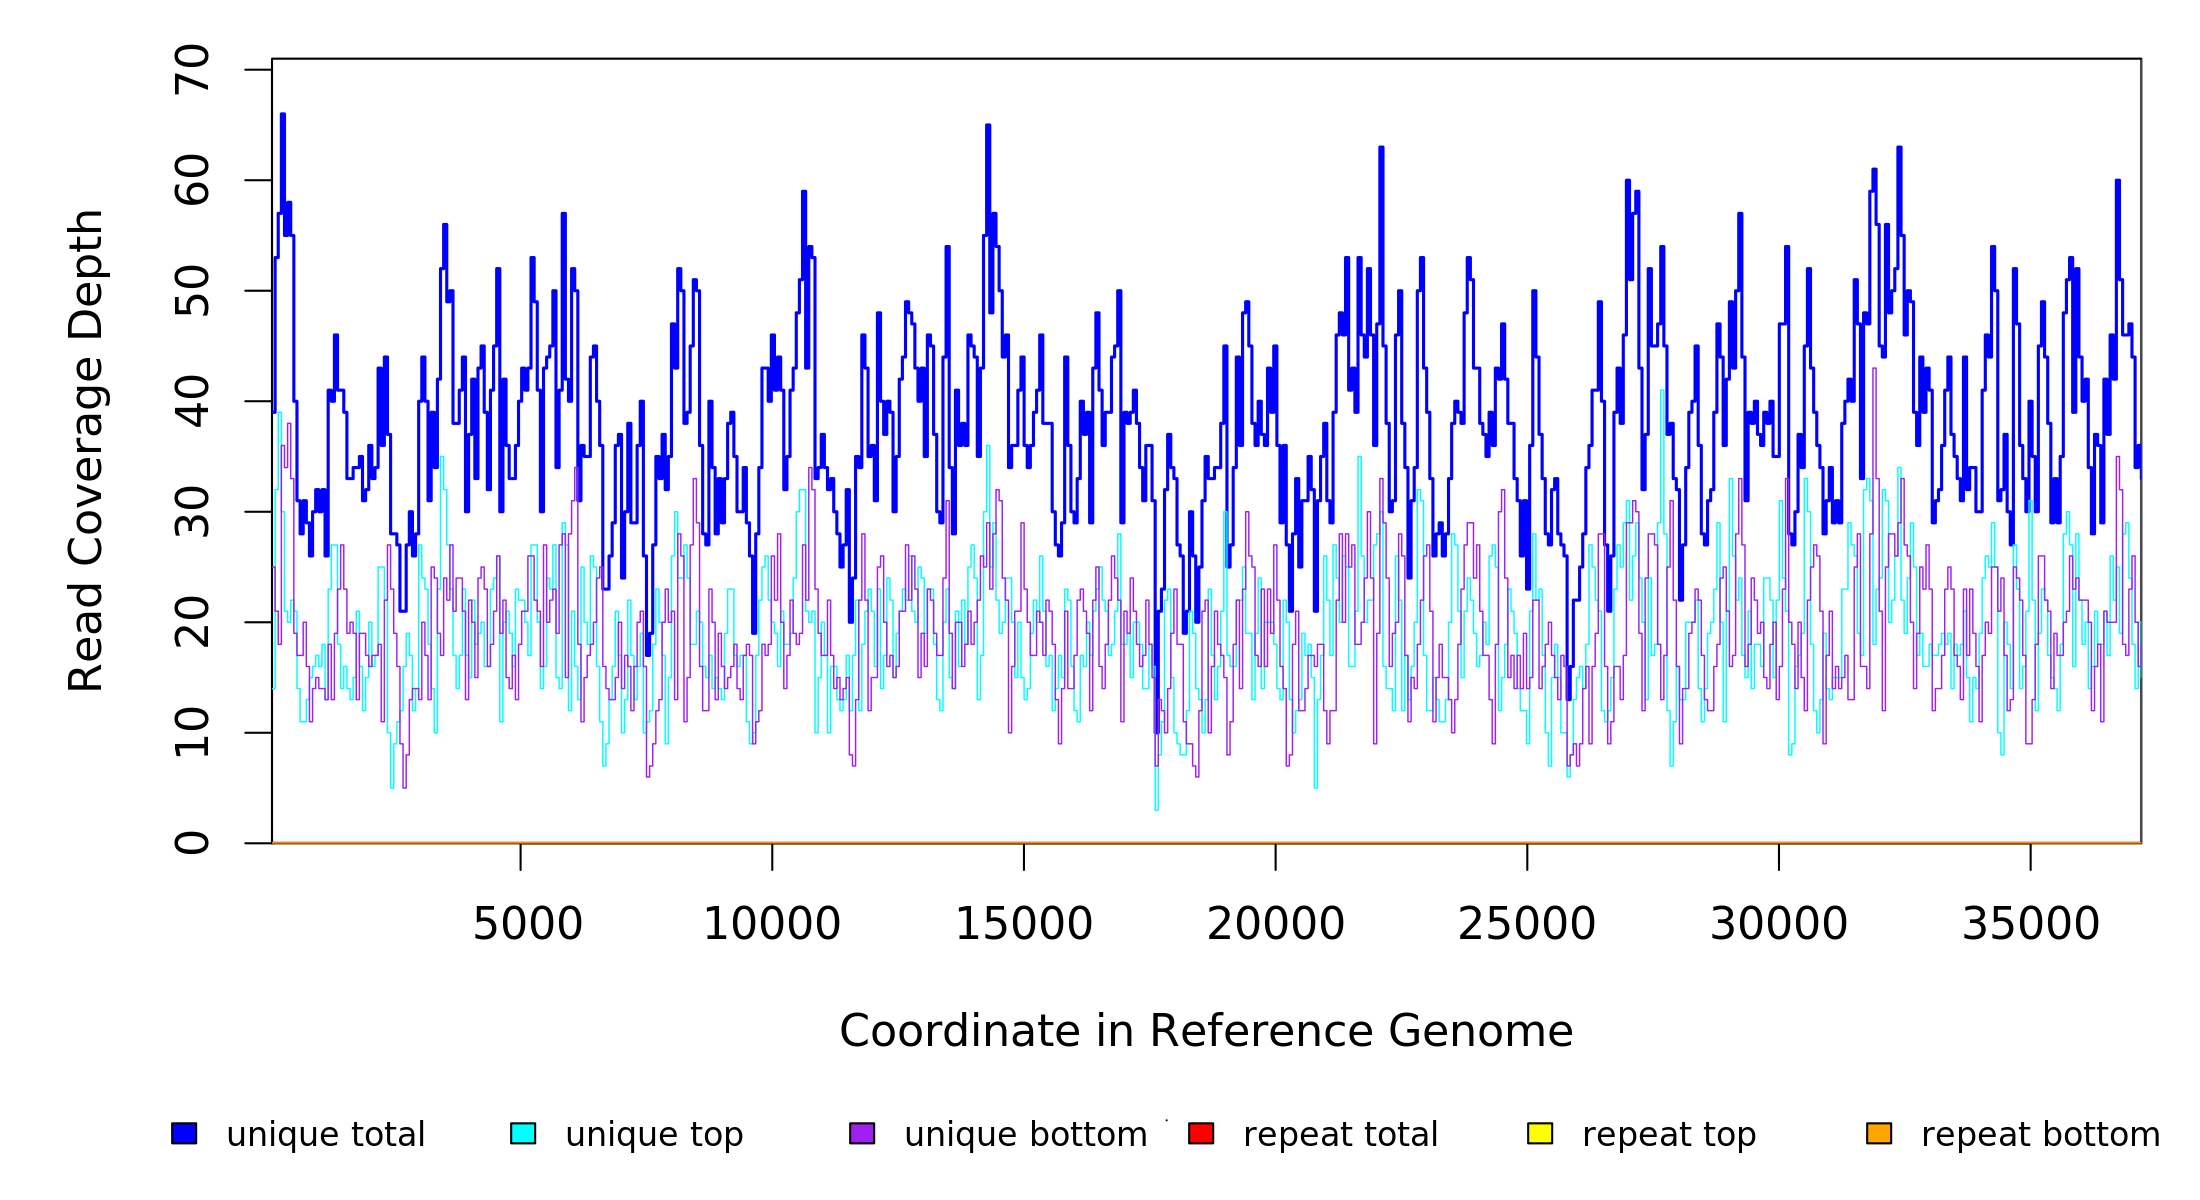 70
60
50
40
30
20
10
0
Read Coverage Depth
5000 10000 15000 20000 25000 30000 35000
Coordinate in Reference Genome
unique total unique top unique bottom repeat total repeat top repeat bottom